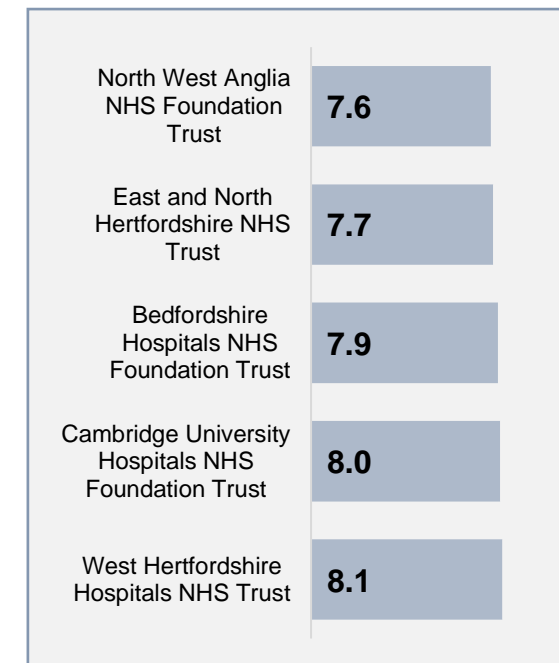 North West Anglia
NHS Foundation
Trust
7.6
East and North
Hertfordshire NHS
Trust
7.7
Bedfordshire
Hospitals NHS
Foundation Trust
7.9
Cambridge University
Hospitals NHS
Foundation Trust
8.0
West Hertfordshire
Hospitals NHS Trust
8.1